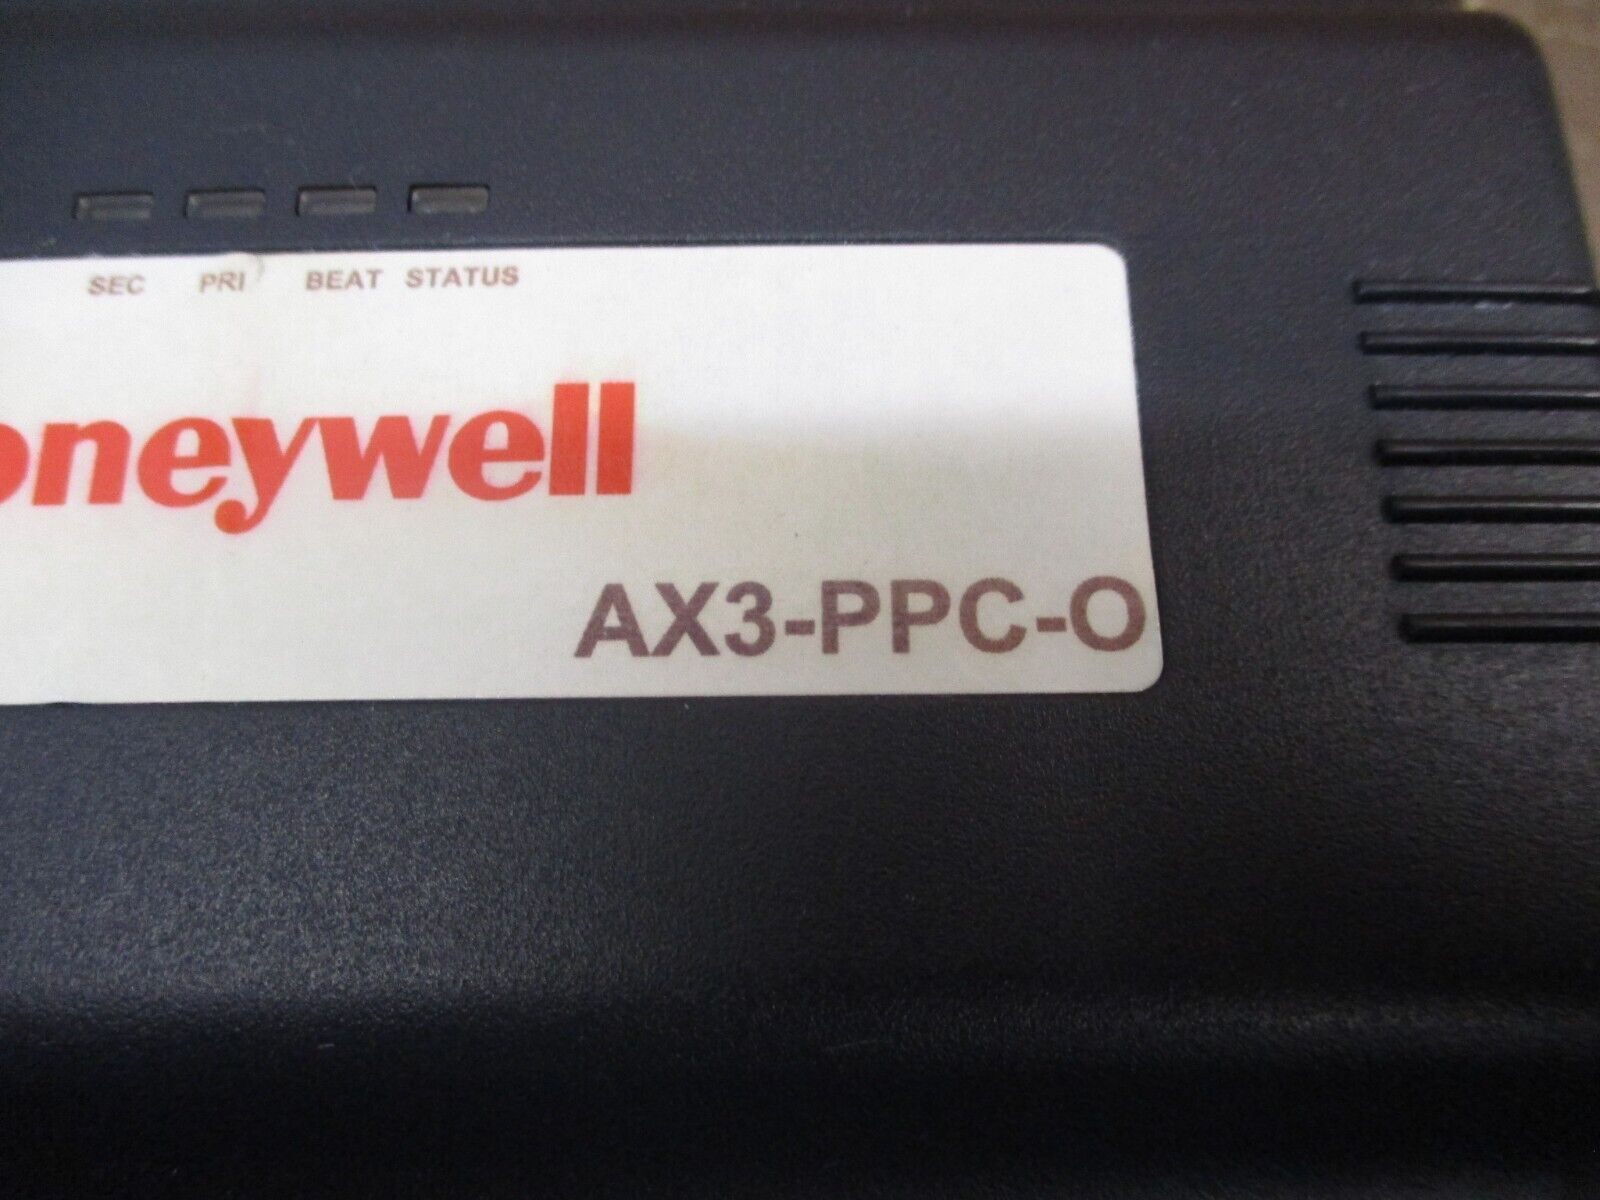 SEC PRI BEAT STATUS
oneywell
AX3-PPC-O